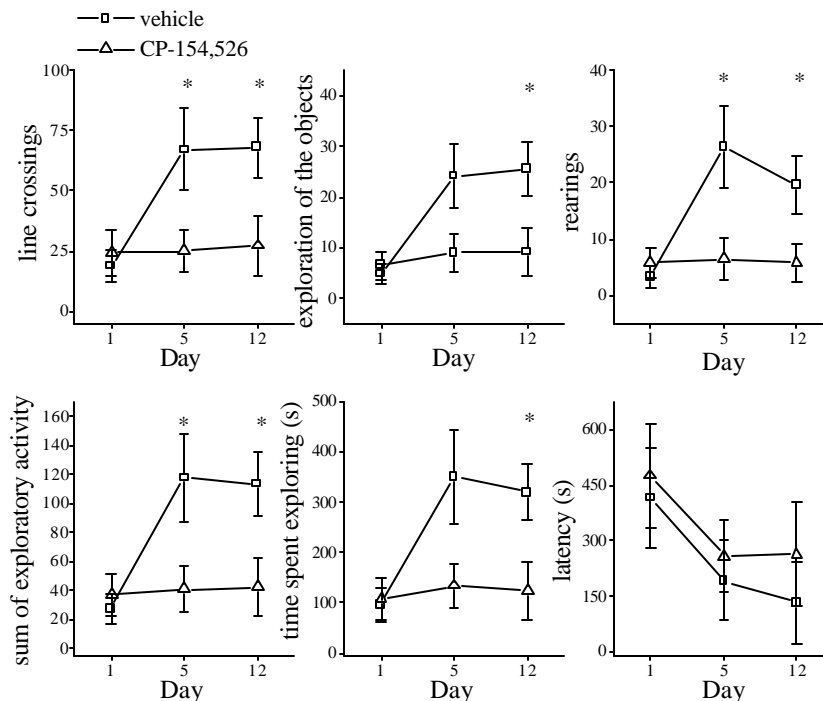 vehicle
CP-154,526
line crossings
100
75
50
25
0
* *
1 5 12
Day
exploration of the objects
40
30
20
10
0
*
1 5 12
Day
rearings
40
30
20
10
0
* *
1 5 12
Day
sum of exploratory activity
160
140
120
100
80
60
40
20
0
* *
1 5 12
Day
time spent exploring (s)
500
400
300
200
100
0
*
1 5 12
Day
latency (s)
600
450
300
150
0
1 5 12
Day